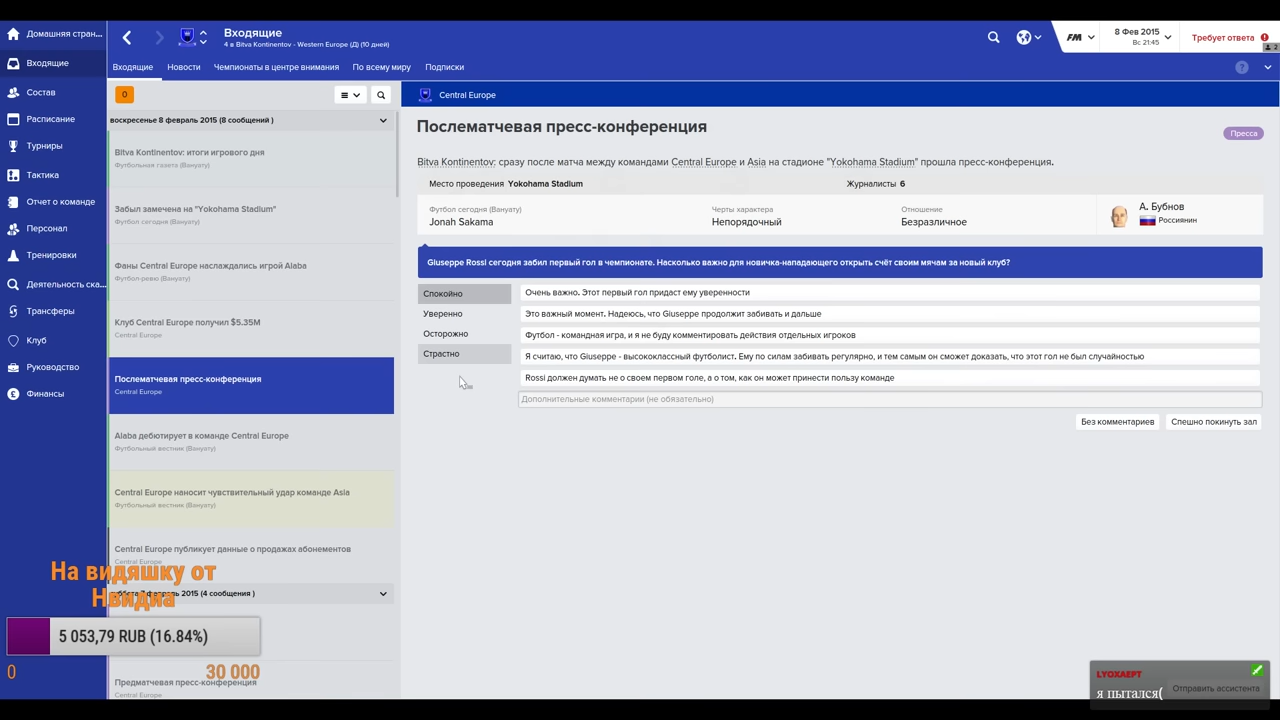 Домашняя стран...
Входящие
Состав
Расписание
Турниры
Тактика
Отчет о команде
Персонал
Тренировки
Деятельность ска...
Трансферы
Клуб
Руководство
Финансы
Входящие
4 в Bitva Kontinentov - Western Europe (Д) (10 дней)
FM
8 Фев 2015
Вс 21:45
Требует ответа
2
Входящие Новости Чемпионаты в центре внимания По всему миру Подписки
?
0
воскресенье 8 февраль 2015 (8 сообщений )
Bitva Kontinentov: итоги игрового дня
Футбольная газета (Вануату)
Забыл замечена на "Yokohama Stadium"
Футбол сегодня (Вануату)
Фаны Central Europe наслаждались игрой Alaba
Футбол-ревю (Вануату)
Клуб Central Europe получил $5.35M
Central Europe
Послематчевая пресс-конференция
Central Europe
Alaba дебютирует в команде Central Europe
Футбольный вестник (Вануату)
Central Europe наносит чувствительный удар команде Asia
Футбольный вестник (Вануату)
Central Europe публикует данные о продажах абонементов
Central Europe
февраль 2015 (4 сообщения )
Предматчевая пресс-конференция
Central Europe
Central Europe
Послематчевая пресс-конференция
Пресса
Bitva Kontinentov: сразу после матча между командами Central Europe и Asia на стадионе "Yokohama Stadium" прошла пресс-конференция.
Место проведения Yokohama Stadium Журналисты 6
Футбол сегодня (Вануату) Черты характера Отношение
Jonah Sakama Непорядочный Безразличное
А. Бубнов
Россиянин
Giuseppe Rossi сегодня забил первый гол в чемпионате. Насколько важно для новичка-нападающего открыть счёт своим мячам за новый клуб?
Спокойно
Уверенно
Осторожно
Страстно
Очень важно. Этот первый гол придаст ему уверенности
Это важный момент. Надеюсь, что Giuseppe продолжит забивать и дальше
Футбол - командная игра, и я не буду комментировать действия отдельных игроков
Я считаю, что Giuseppe - высококлассный футболист. Ему по силам забивать регулярно, и тем самым он сможет доказать, что этот гол не был случайностью
Rossi должен думать не о своем первом голе, а о том, как он может принести пользу команде
Дополнительные комментарии (не обязательно)
Без комментариев Спешно покинуть зал
На видяшку от
Нвидиа
5 053,79 RUB (16.84%)
0 30 000
LYOXAEPT
я пытался(
Отправить ассистента